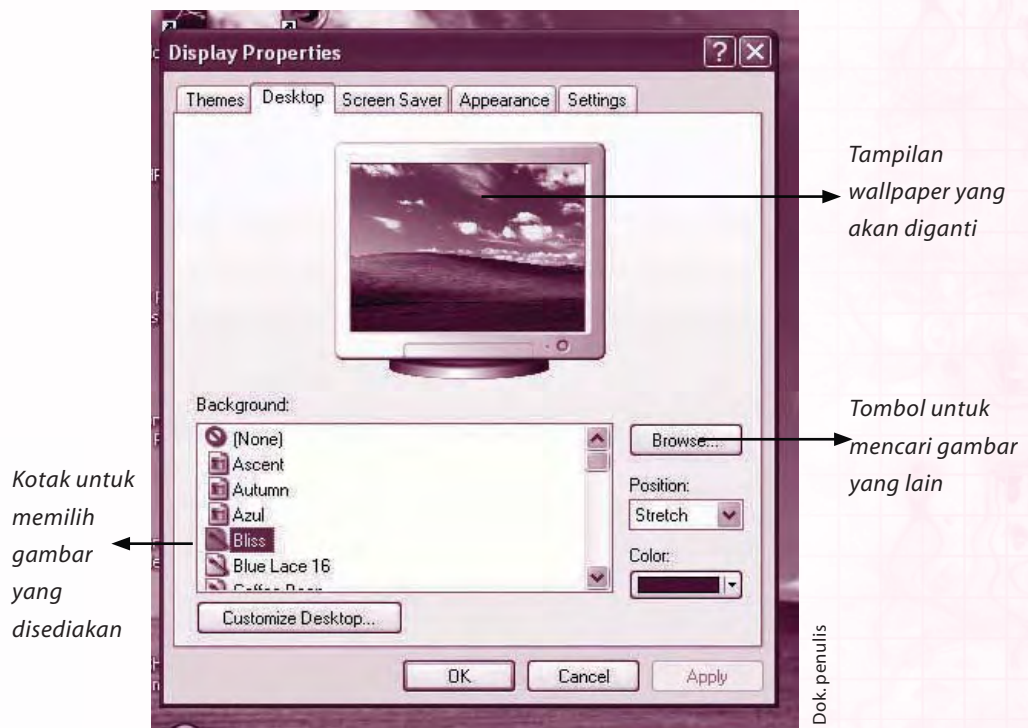 Display Properties
Themes Desktop Screen Saver Appearance Settings
Tampilan
wallpaper yang
akan diganti
Background:
(None)
Ascent
Autumn
Azul
Bliss
Blue Lace 16
Browse...
Position:
Stretch
Color:
Tombol untuk
mencari gambar
yang lain
Kotak untuk
memilih
gambar
yang
disediakan
Customize Desktop...
OK Cancel Apply
Dok. penulis